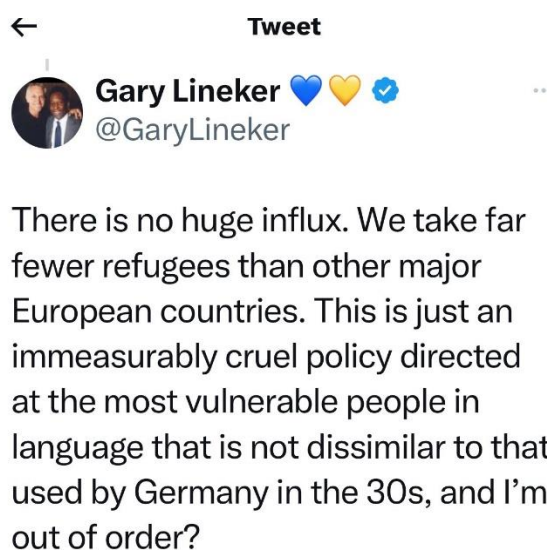 Tweet
Gary Lineker 💙💛
@GaryLineker
There is no huge influx. We take far
fewer refugees than other major
European countries. This is just an
immeasurably cruel policy directed
at the most vulnerable people in
language that is not dissimilar to that
used by Germany in the 30s, and I’m
out of order?